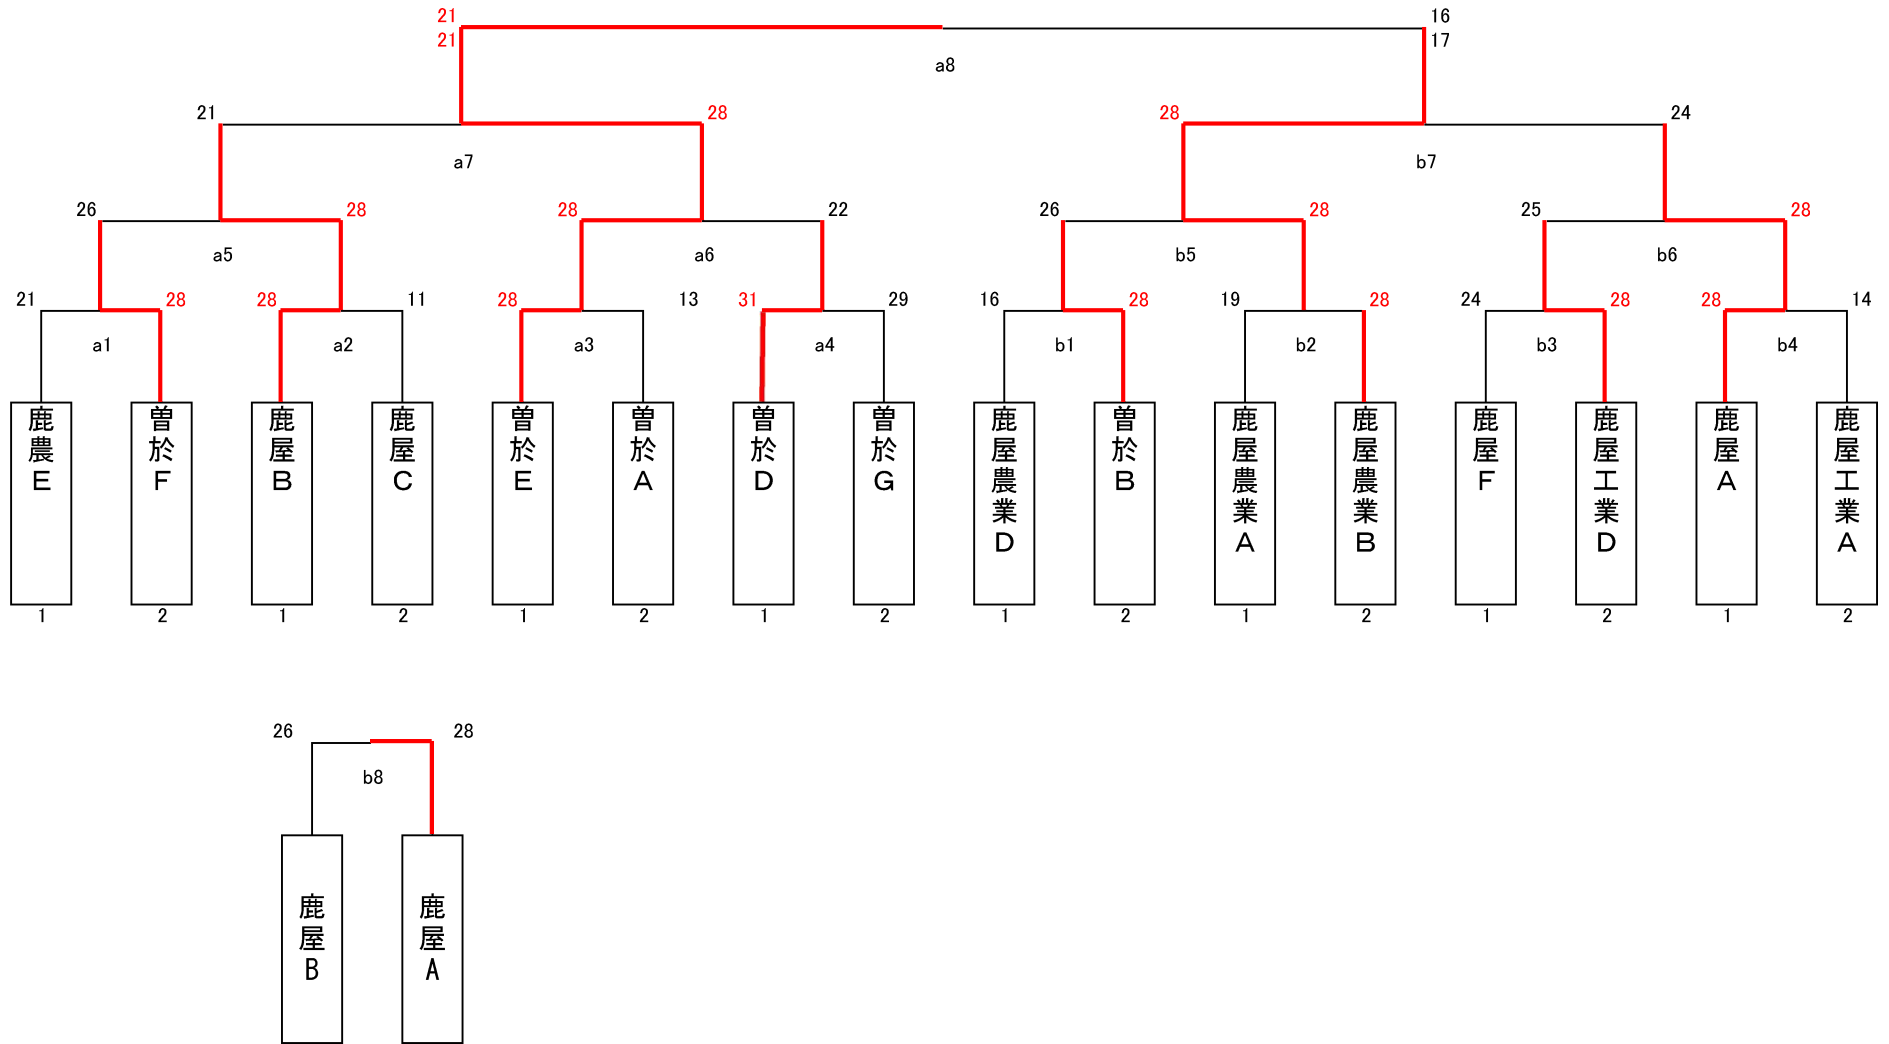 21 16
21 17
a8
21 28 28 24
a7 b7
26 28 28 22 26 28 25 28
a5 a6 b5 b6
21 28 28 11 28 13 31 29 16 28 19 28 24 28 28 14
a1 a2 a3 a4 b1 b2 b3 b4
鹿農E
曽於F
鹿屋B
鹿屋C
曽於E
曽於A
曽於D
曽於G
鹿屋農業D
曽於B
鹿屋農業A
鹿屋農業B
鹿屋F
鹿屋工業D
鹿屋A
鹿屋工業A
1 2 1 2 1 2 1 2 1 2 1 2 1 2 1 2
26 28
b8
鹿屋B
鹿屋A